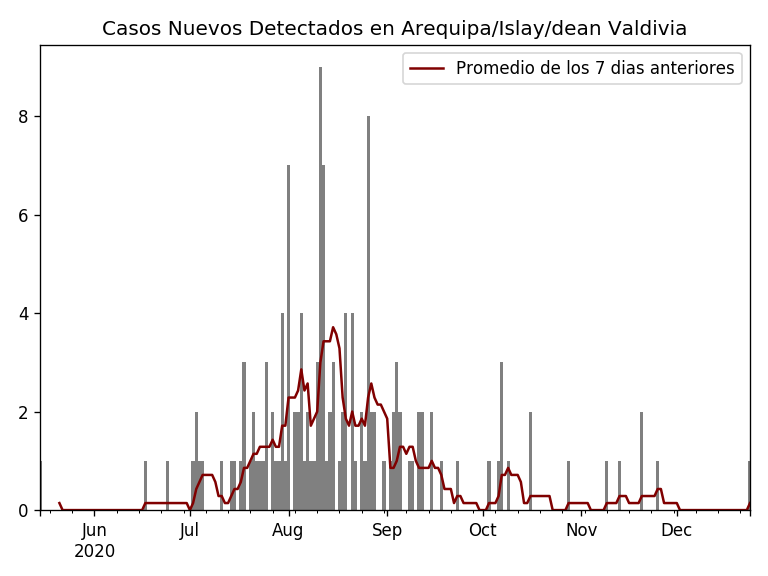 Casos Nuevos Detectados en Arequipa/Islay/dean Valdivia
Promedio de los 7 dias anteriores
8
6
4
2
0
Jun Jul Aug Sep Oct Nov Dec
2020